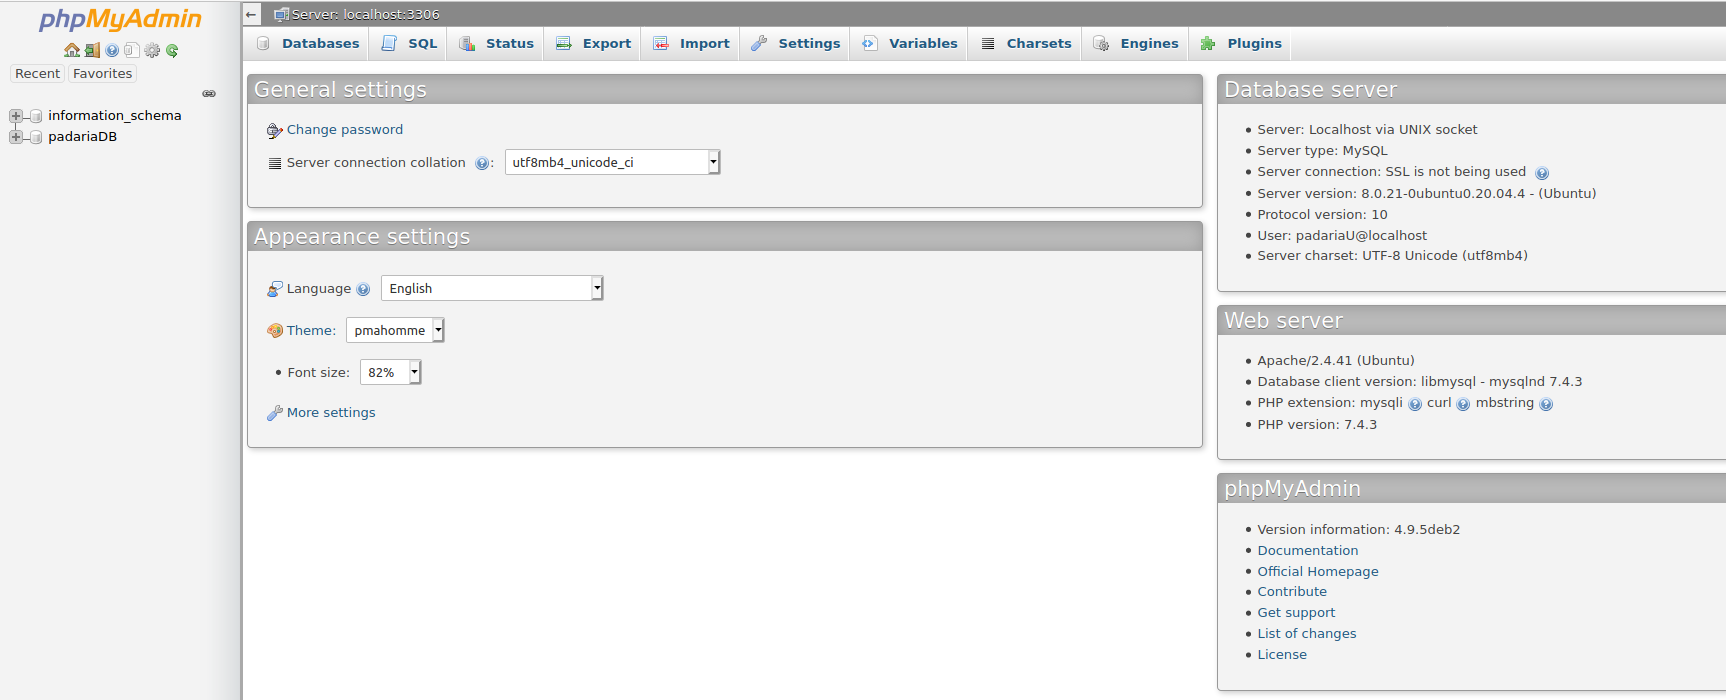 phpMyAdmin
Recent Favorites
information_schema
padariaDB
Server: localhost:3306
Databases SQL Status Export Import Settings Variables Charsets Engines Plugins
General settings
Change password
Server connection collation : utf8mb4_unicode_ci
Appearance settings
Language English
Theme: pmahomme
• Font size: 82%
More settings
Database server
• Server: Localhost via UNIX socket
• Server type: MySQL
• Server connection: SSL is not being used
• Server version: 8.0.21-0ubuntu0.20.04.4 - (Ubuntu)
• Protocol version: 10
• User: padariaU@localhost
• Server charset: UTF-8 Unicode (utf8mb4)
Web server
• Apache/2.4.41 (Ubuntu)
• Database client version: libmysql - mysqlnd 7.4.3
• PHP extension: mysqli curl mbstring
• PHP version: 7.4.3
phpMyAdmin
• Version information: 4.9.5deb2
• Documentation
• Official Homepage
• Contribute
• Get support
• List of changes
• License